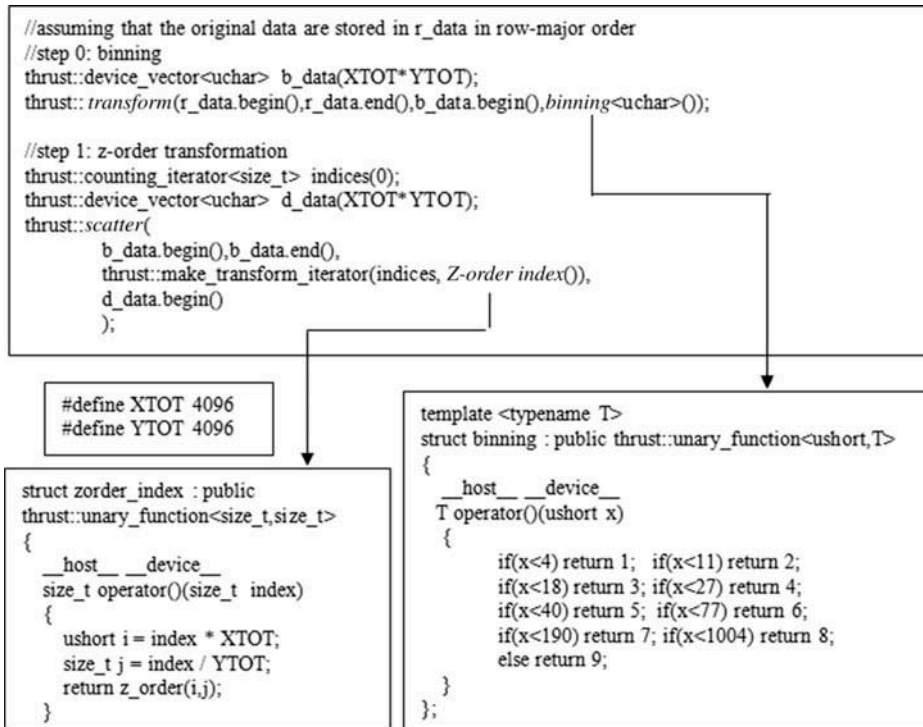 //assuming that the original data are stored in r_data in row-major order
//step 0: binning
thrust::device_vector<uchar> b_data(XTOT*YTOT);
thrust:: transform(r_data.begin(),r_data.end(),b_data.begin(),binning<uchar>());
//step 1: z-order transformation
thrust::counting_iterator<size_t> indices(0);
thrust::device_vector<uchar> d_data(XTOT*YTOT);
thrust::scatter(
b_data.begin(),b_data.end(),
thrust::make_transform_iterator(indices, Z-order index()),
d_data.begin()
);
#define XTOT 4096
#define YTOT 4096
struct zorder_index : public
thrust::unary_function<size_t,size_t>
{
__host__ __device__
size_t operator()(size_t index)
{
ushort i = index * XTOT;
size_t j = index / YTOT;
return z_order(i,j);
}
template <typename T>
struct binning : public thrust::unary_function<ushort,T>
{
__host__ __device__
T operator()(ushort x)
{
if(x<4) return 1; if(x<11) return 2;
if(x<18) return 3; if(x<27) return 4;
if(x<40) return 5; if(x<77) return 6;
if(x<190) return 7; if(x<1004) return 8;
else return 9;
}
};